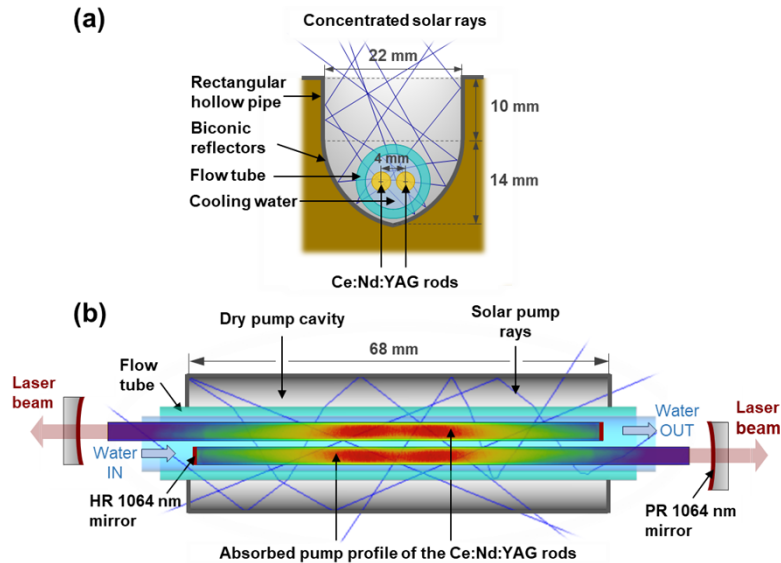 (a)
Concentrated solar rays
22 mm
Rectangular
hollow pipe
10 mm
Biconic
reflectors
4 mm
Flow tube
14 mm
Cooling water
Ce:Nd:YAG rods
(b)
Dry pump cavity
Solar pump
rays
68 mm
Flow
tube
Laser
beam
Water
OUT
Laser
beam
Water
IN
HR 1064 nm
mirror
PR 1064 nm
mirror
Absorbed pump profile of the Ce:Nd:YAG rods